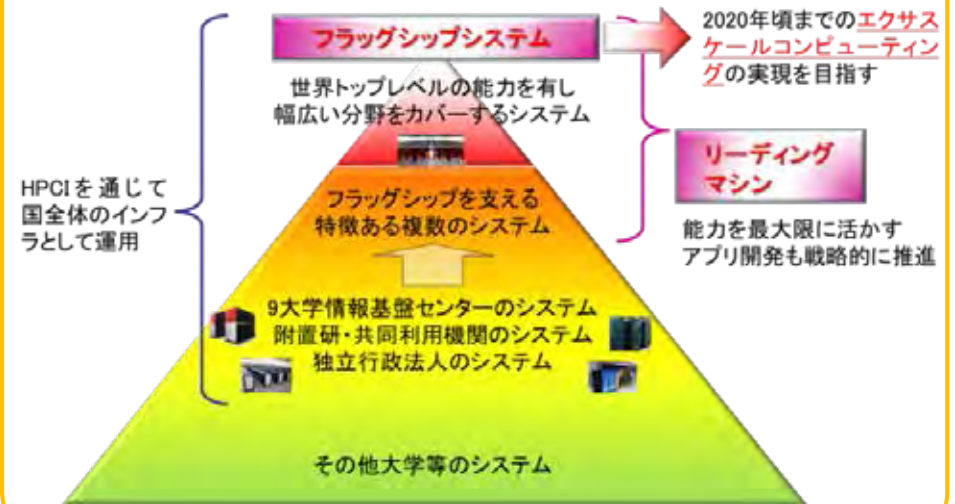 フラッグシップシステム
2020年頃までのエクサス
ケールコンピューティン
グの実現を目指す
世界トップレベルの能力を有し
幅広い分野をカバーするシステム
リーディング
マシン
HPCIを通じて
国全体のインフ
ラとして運用
フラッグシップを支える
特徴ある複数のシステム
能力を最大限に活かす
アプリ開発も戦略的に推進
9大学情報基盤センターのシステム
附置研・共同利用機関のシステム
独立行政法人のシステム
その他大学等のシステム